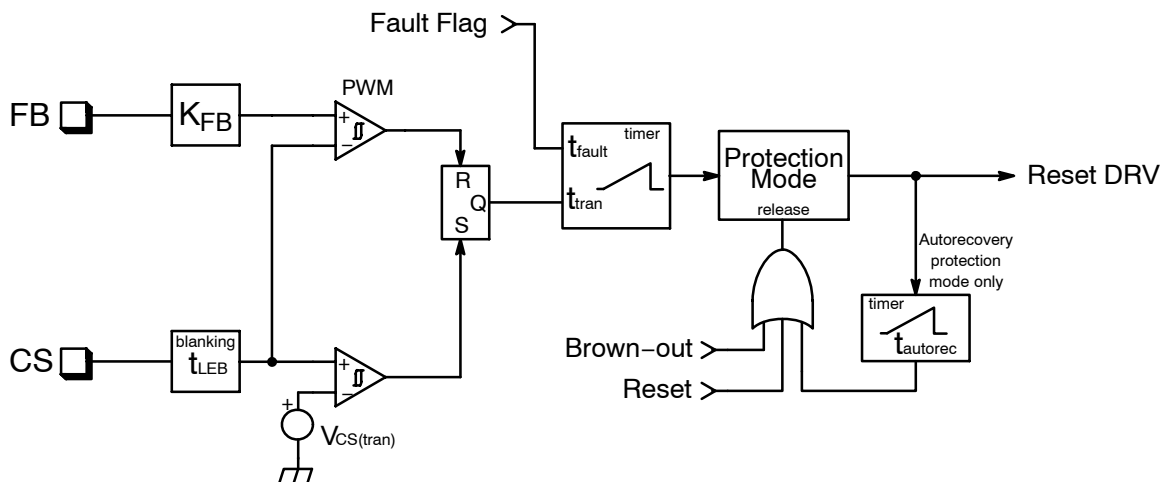 Fault Flag
PWM
FB
KFB
+
−
timer
tfault
ttran
R
Q
S
Protection
Mode
release
Reset DRV
Autorecovery
protection
mode only
timer
tautorec
CS
blanking
tLEB
+
−
+
VCS(tran)
Brown−out
Reset